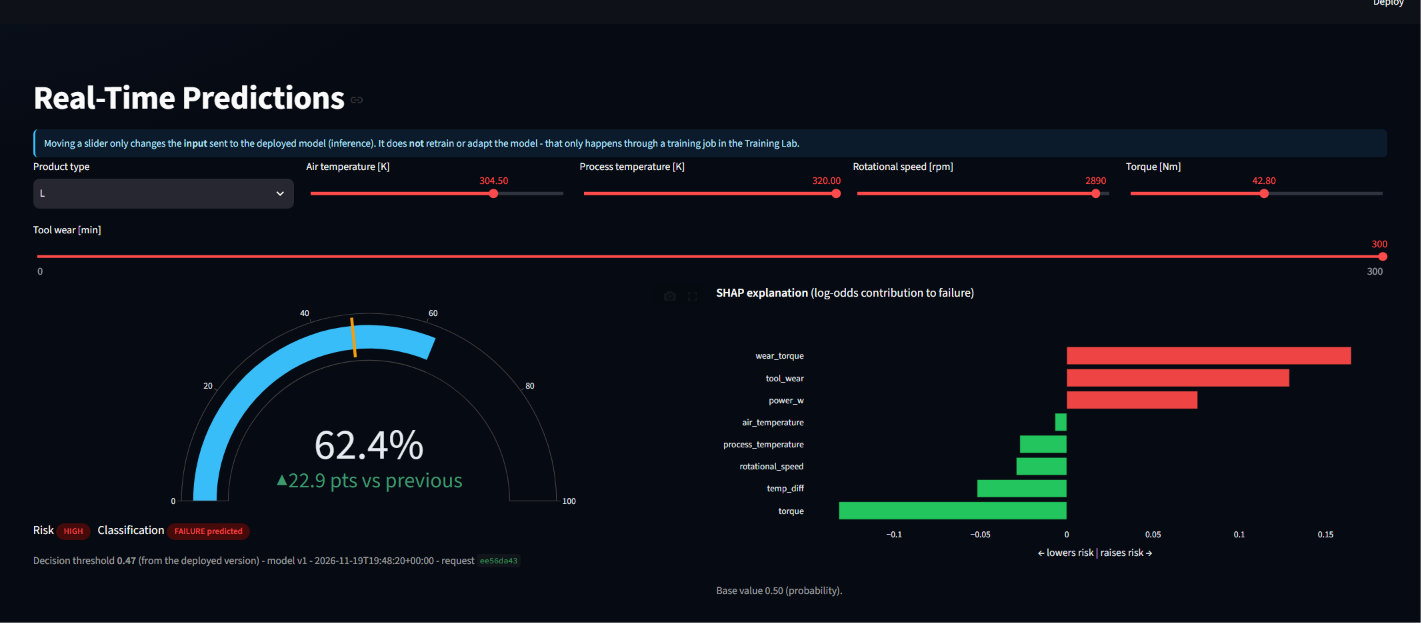 Deploy
Real-Time Predictions
Moving a slider only changes the input sent to the deployed model (inference). It does not retrain or adapt the model - that only happens through a training job in the Training Lab.
Product type
L
Air temperature [K]
304.50
Process temperature [K]
320.00
Rotational speed [rpm]
2890
Torque [Nm]
42.80
Tool wear [min]
300
0
300
0
20
40
60
80
100
62.4%
▲22.9 pts vs previous
Risk HIGH Classification FAILURE predicted
Decision threshold 0.47 (from the deployed version) - model v1 - 2026-11-19T19:48:20+00:00 - request ee56da43
SHAP explanation (log-odds contribution to failure)
wear_torque
tool_wear
power_w
air_temperature
process_temperature
rotational_speed
temp_diff
torque
−0.1
−0.05
0
0.05
0.1
0.15
← lowers risk | raises risk →
Base value 0.50 (probability).